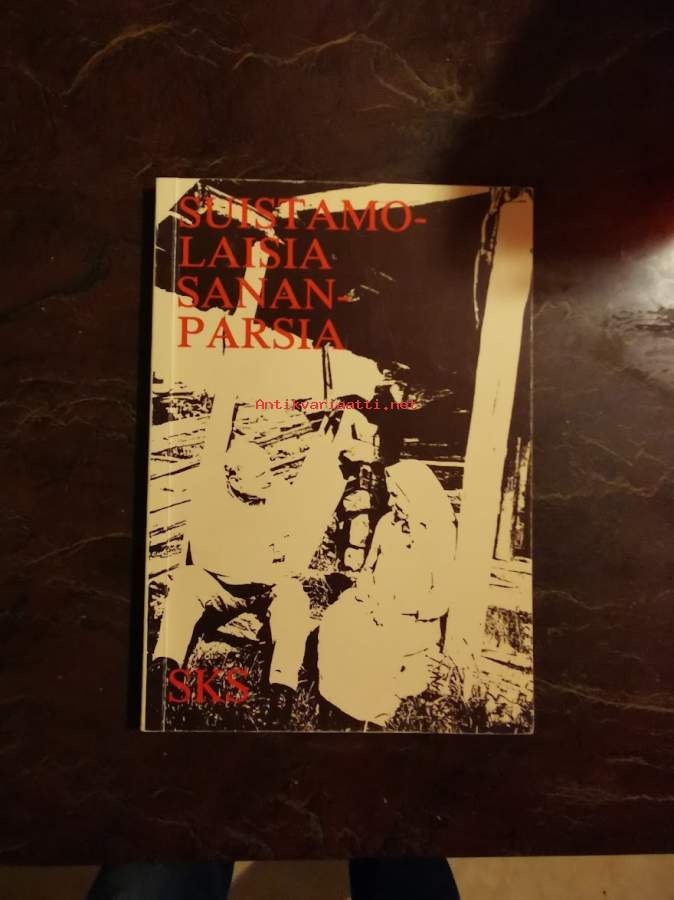 SUISTAMO-
LAISIA
SANAN-
PARSIA
Antikvariaatti.net
SKS